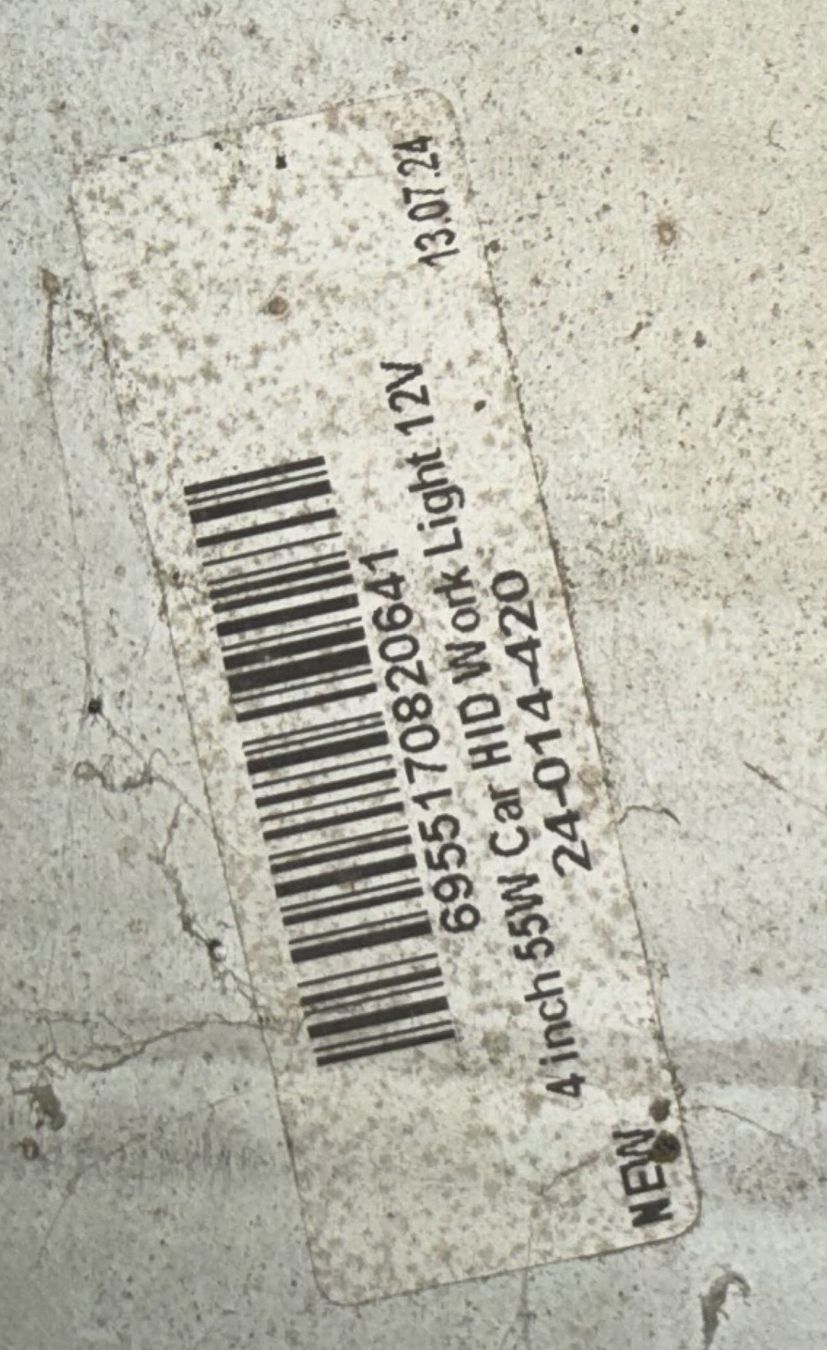 6955170820641
4 inch 55W Car HID Work Light 12V
24-014-420
NEW
13.07.24